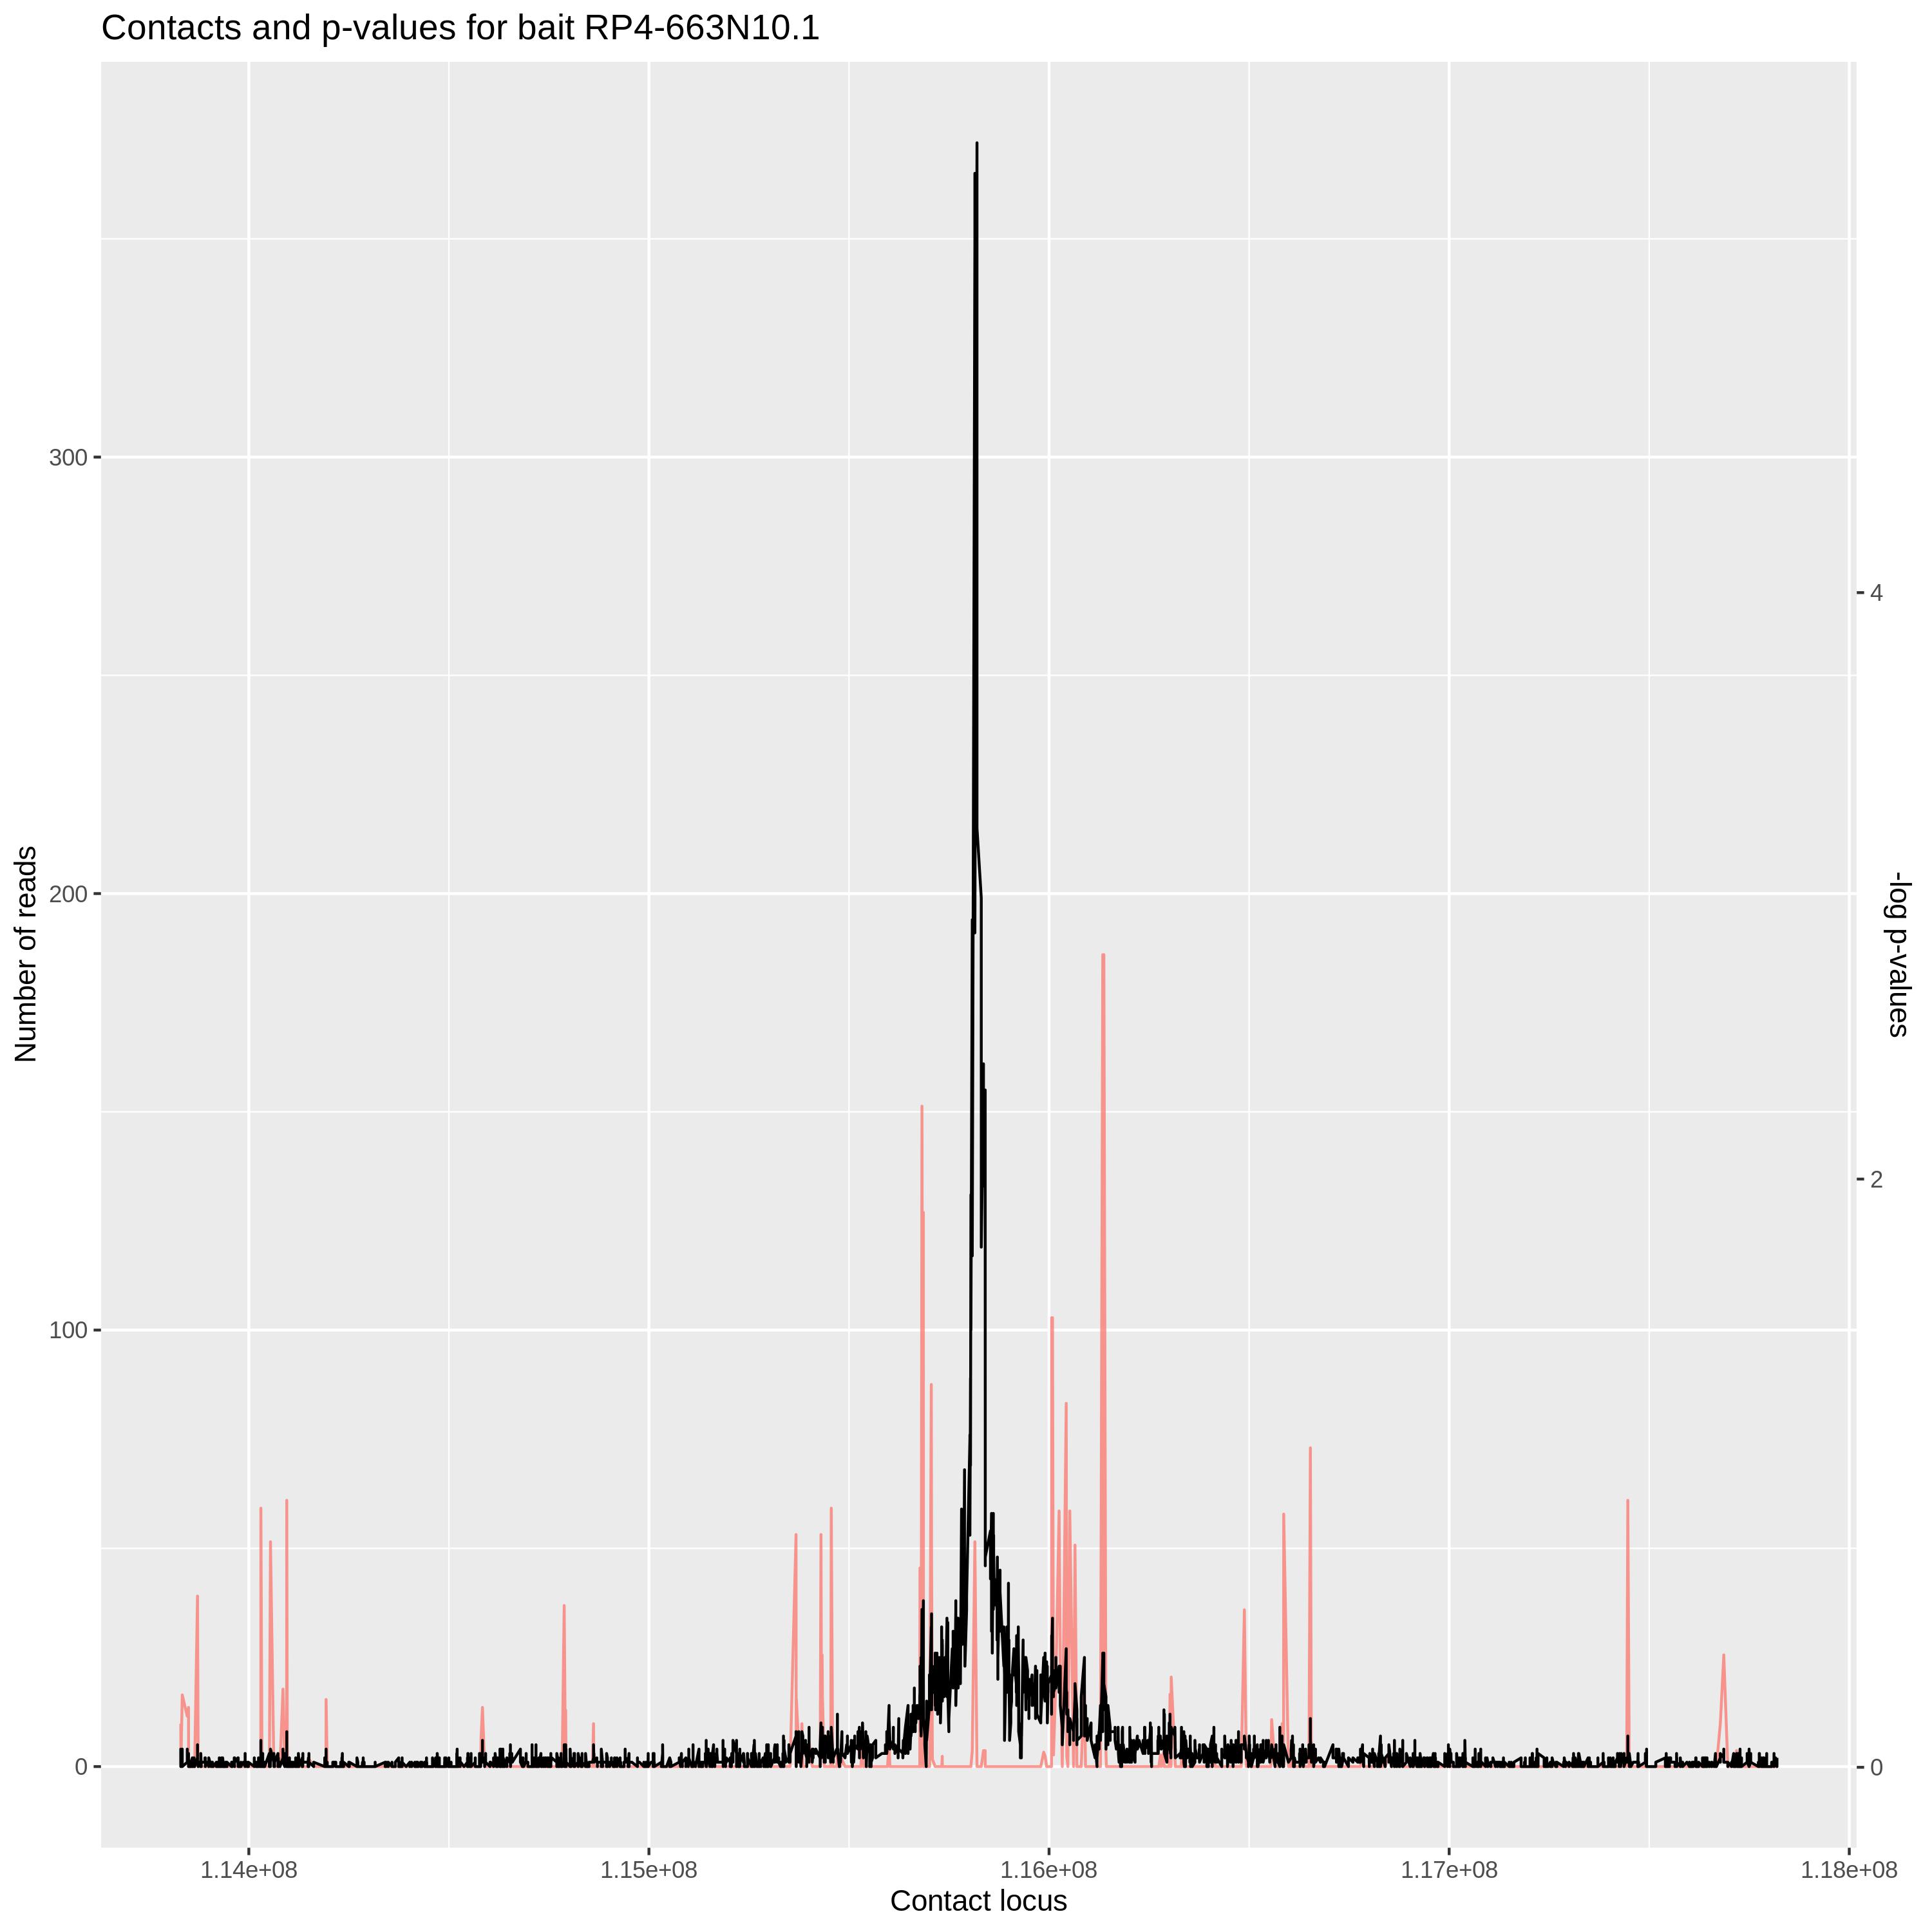 Contacts and p-values for bait RP4-663N10.1
Number of reads
300
200
100
0
4
2
0
-log p-values
1.14e+08
1.15e+08
1.16e+08
1.17e+08
1.18e+08
Contact locus